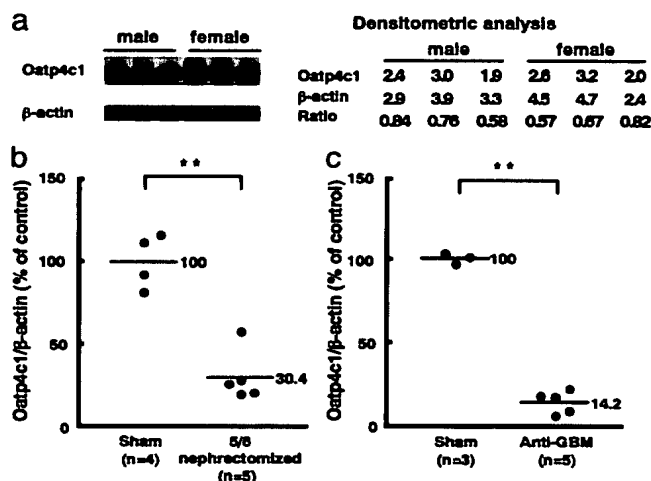 a
male female
Oatp4c1
β-actin
Densitometric analysis
male female
Oatp4c1 2.4 3.0 1.9 2.6 3.2 2.0
β-actin 2.9 3.9 3.3 4.5 4.7 2.4
Ratio 0.84 0.76 0.58 0.57 0.67 0.82
b
Oatp4c1/β-actin (% of control)
150
100
50
0
**
100
30.4
Sham
(n=4)
5/6
nephrectomized
(n=5)
c
Oatp4c1/β-actin (% of control)
150
100
50
0
**
100
14.2
Sham
(n=3)
Anti-GBM
(n=5)